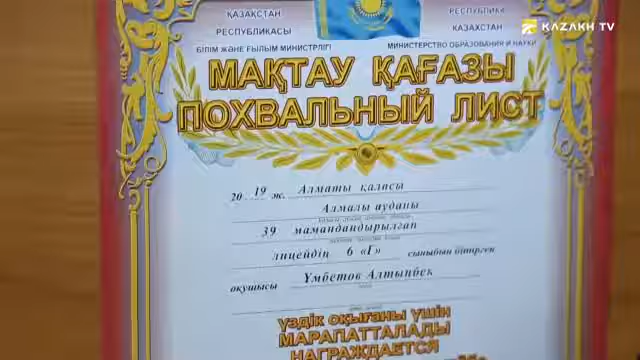 KAZAKH TV
ҚАЗАҚСТАН РЕСПУБЛИКА
РЕСПУБЛИКАСЫ КАЗАХСТАН
БІЛІМ ЖӘНЕ ҒЫЛЫМ МИНИСТРЛІГІ МИНИСТЕРСТВО ОБРАЗОВАНИЯ И НАУКИ
МАҚТАУ ҚАҒАЗЫ
ПОХВАЛЬНЫЙ ЛИСТ
20 19 ж. Алматы қаласы
Алмалы ауданы
39 мамандандырылған
лицейдің 6 «Г» сыныбын бітірген
оқушысы Үмбетов Алтынбек
үздік оқығаны үшін
МАРАПАТТАЛАДЫ
НАГРАЖДАЕТСЯ